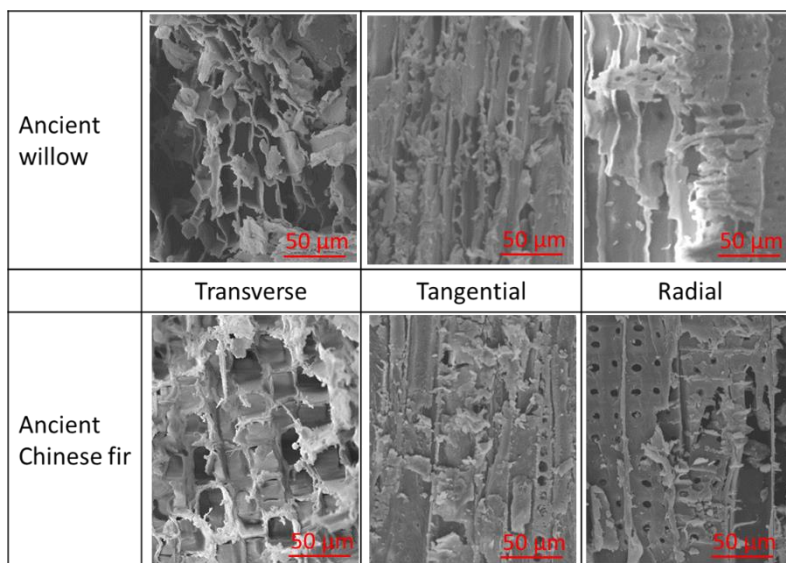 Ancient
willow
50 µm
50 µm
50 µm
Transverse
Tangential
Radial
Ancient
Chinese fir
50 µm
50 µm
50 µm